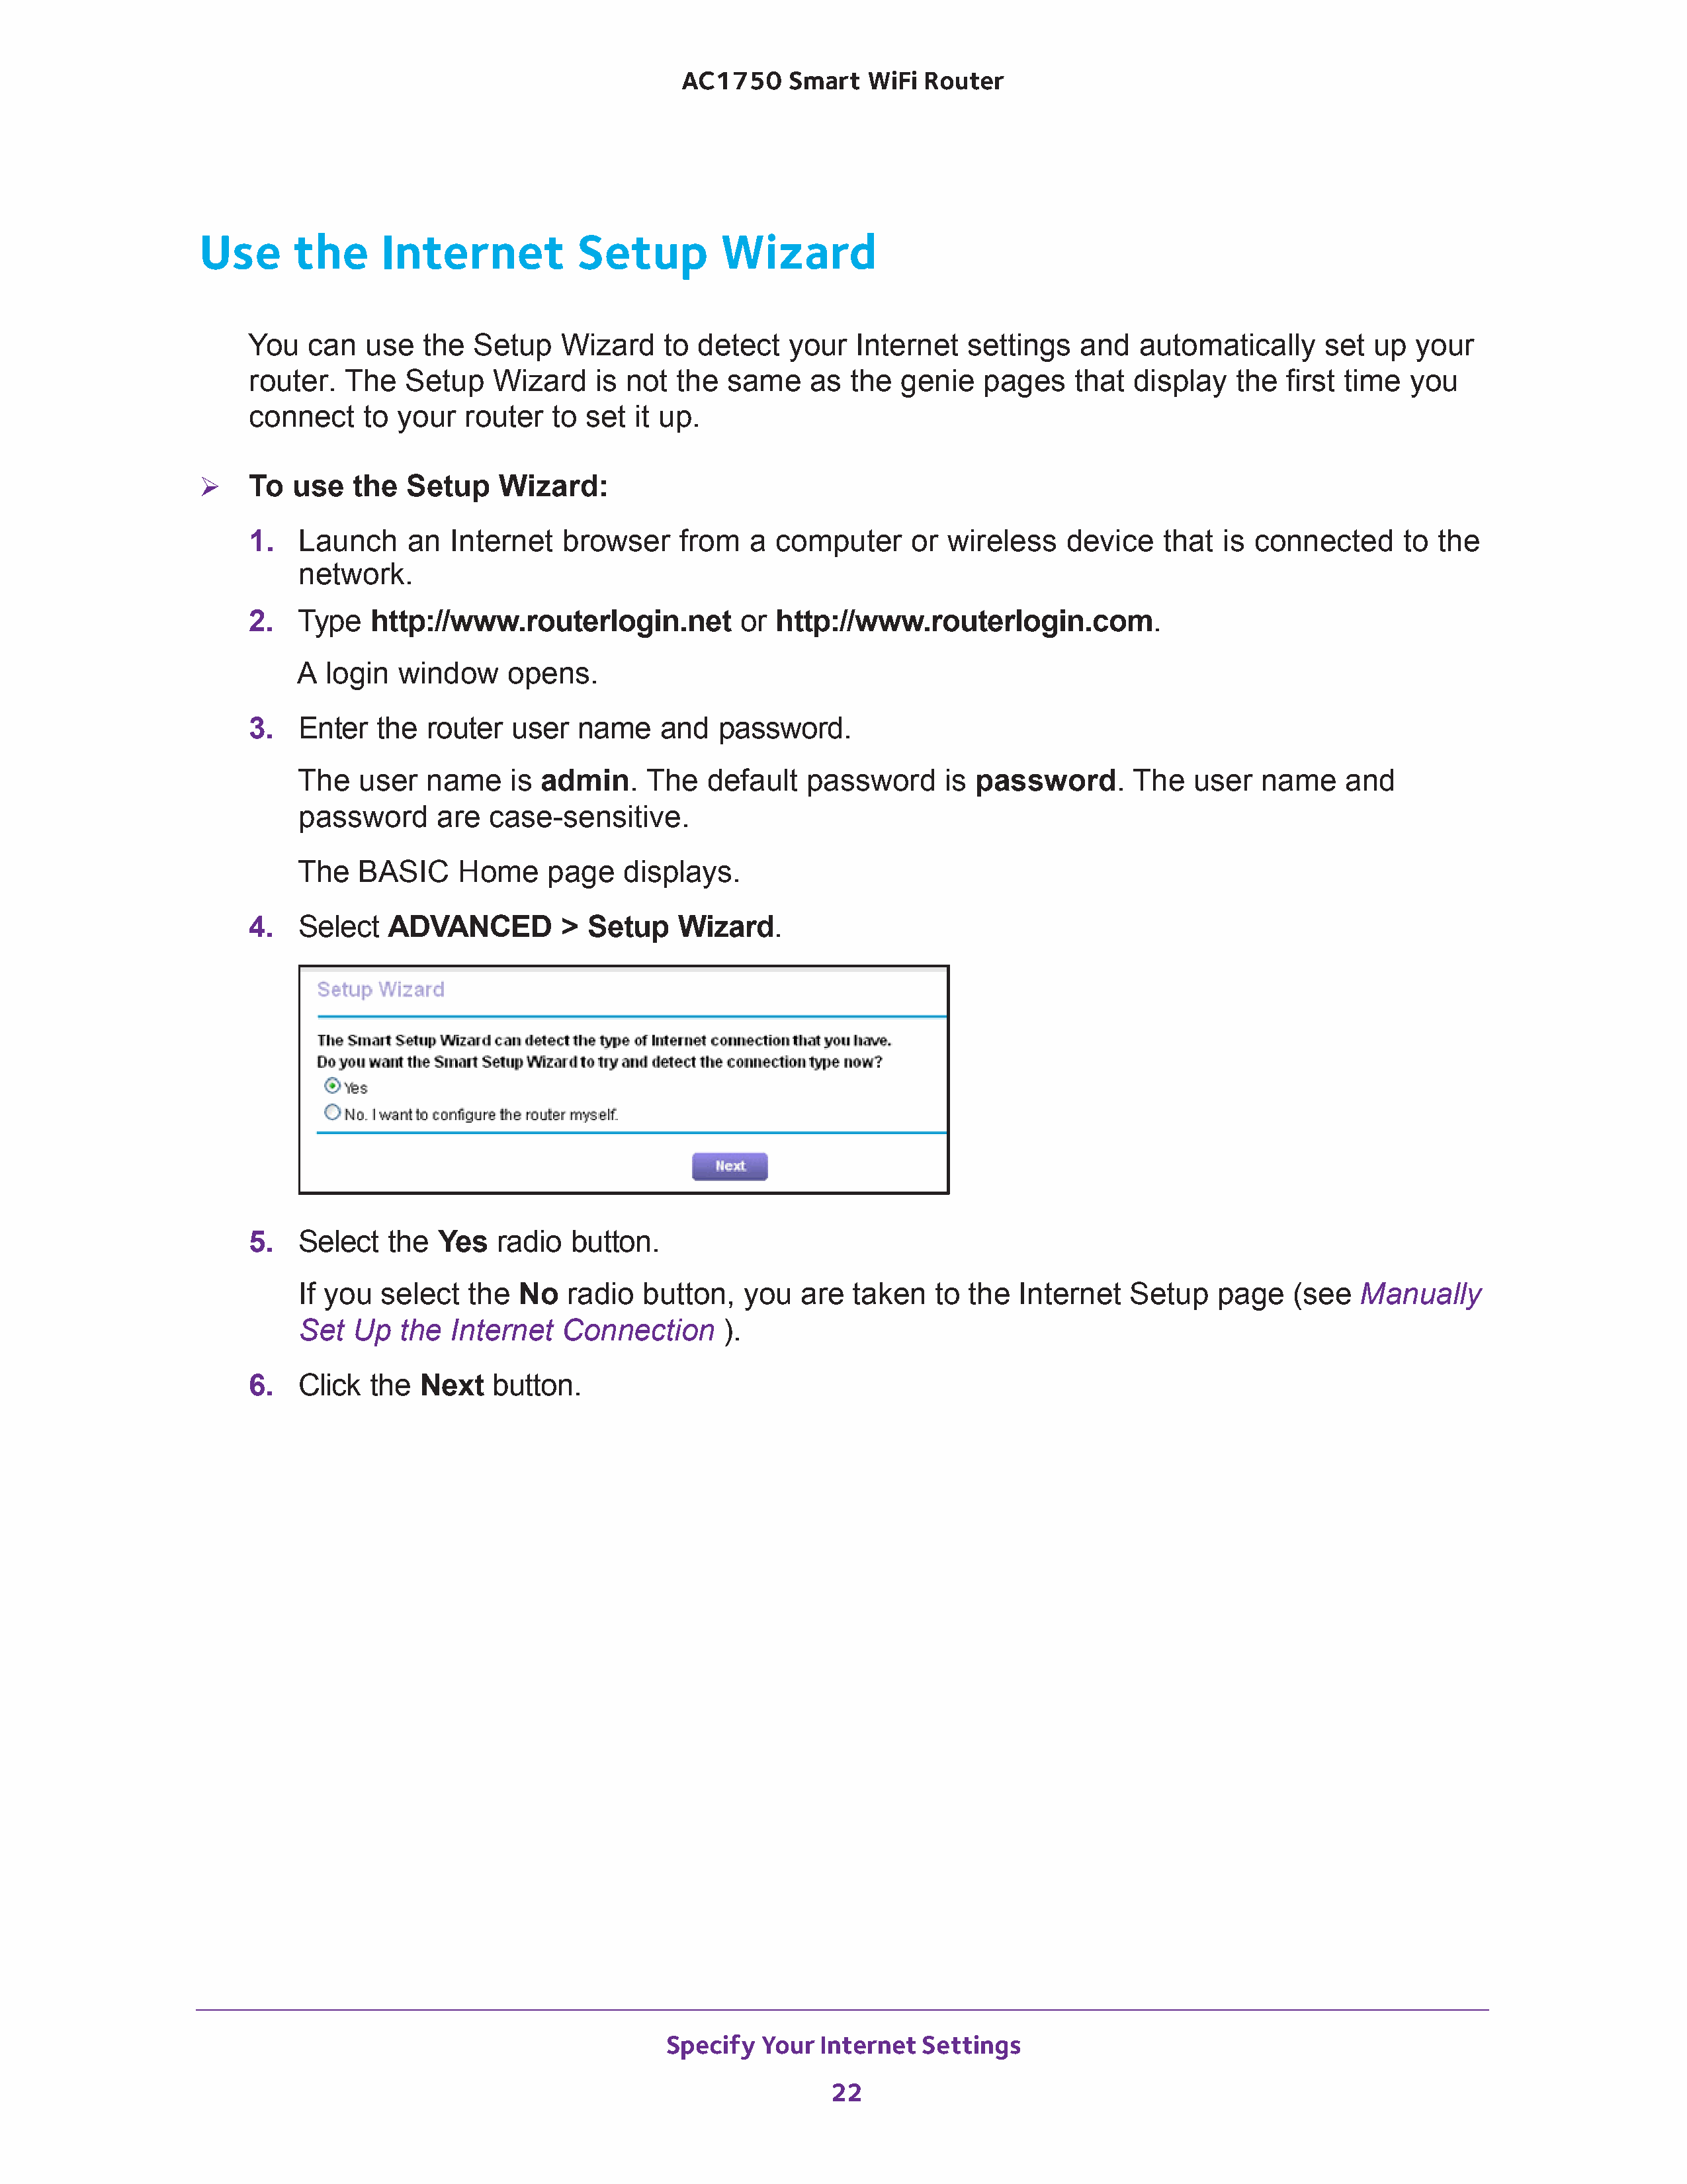 AC1750 Smart WiFi Router
Use the Internet Setup Wizard
You can use the Setup Wizard to detect your Internet settings and automatically set up your
router. The Setup Wizard is not the same as the genie pages that display the first time you
connect to your router to set it up.
➢ To use the Setup Wizard:
1. Launch an Internet browser from a computer or wireless device that is connected to the
network.
2. Type http://www.routerlogin.net or http://www.routerlogin.com.
A login window opens.
3. Enter the router user name and password.
The user name is admin. The default password is password. The user name and
password are case-sensitive.
The BASIC Home page displays.
4. Select ADVANCED > Setup Wizard.
Setup Wizard
The Smart Setup Wizard can detect the type of Internet connection that you have.
Do you want the Smart Setup Wizard to try and detect the connection type now?
Yes
No. I want to configure the router myself.
Next
5. Select the Yes radio button.
If you select the No radio button, you are taken to the Internet Setup page (see Manually
Set Up the Internet Connection ).
6. Click the Next button.
Specify Your Internet Settings
22